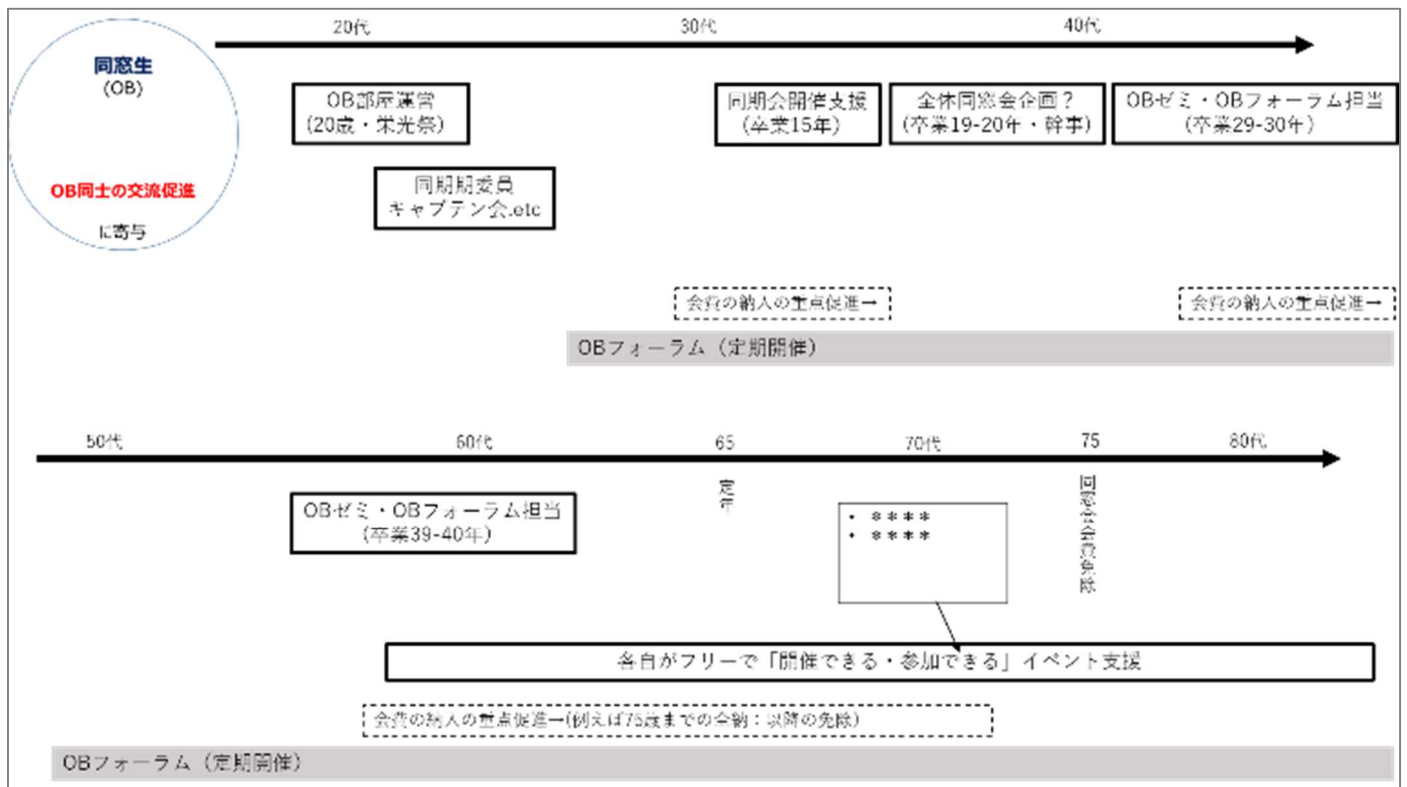 20代 30代 40代
同窓生
(OB)
OB同士の交流促進
に寄与
OB部屋運営
(20歳・栄光祭)
同期会開催支援
(卒業15年)
全体同窓会企画？
(卒業19-20年・幹事)
OBゼミ・OBフォーラム担当
(卒業29-30年)
同期期委員
キャプテン会.etc
会費の納入の重点促進→
会費の納入の重点促進→
OBフォーラム（定期開催）
50代 60代 65 70代 75 80代
定年
同窓会会費免除
OBゼミ・OBフォーラム担当
(卒業39-40年)
• ＊＊＊＊
• ＊＊＊＊
各自がフリーで「開催できる・参加できる」イベント支援
会費の納入の重点促進→(例えば75歳までの全納：以降の免除)
OBフォーラム（定期開催）